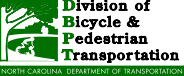 Division of
Bicycle &
Pedestrian
Transportation
NORTH CAROLINA DEPARTMENT OF TRANSPORTATION